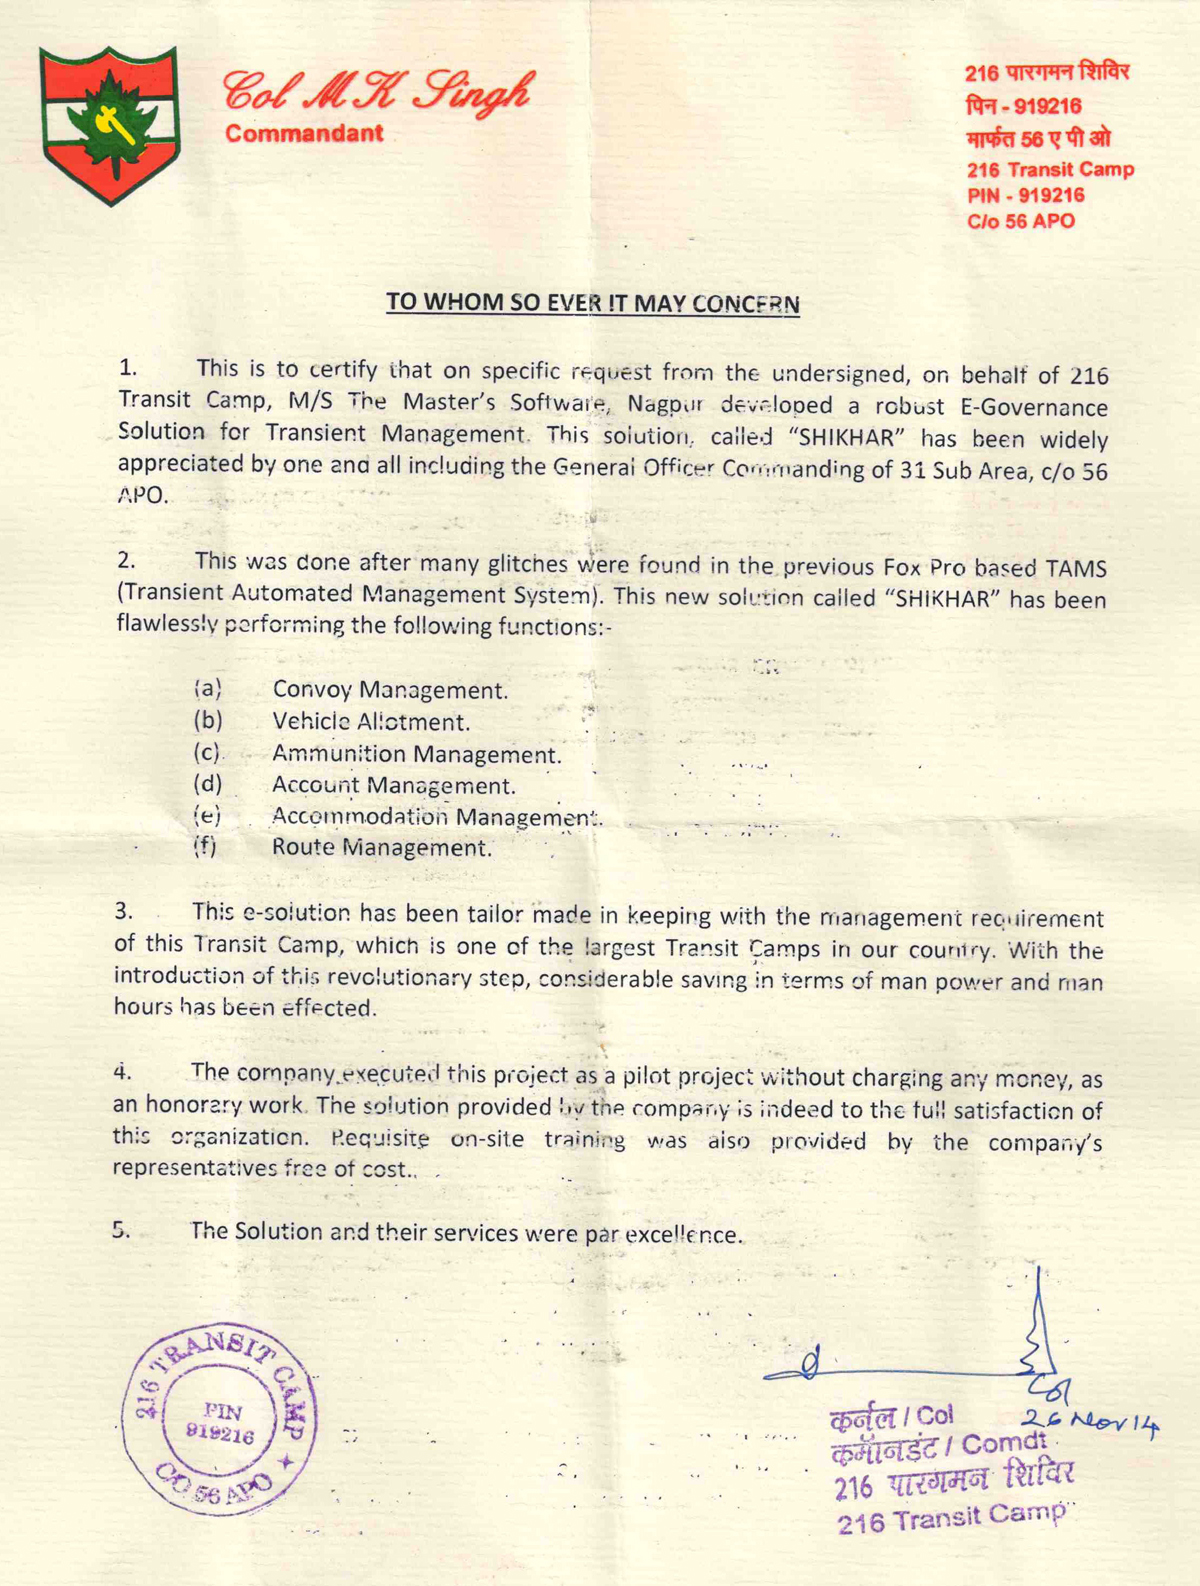 Col M K Singh
Commandant
216 पारगमन शिविर
पिन - 919216
मार्फत 56 ए पी ओ
216 Transit Camp
PIN - 919216
C/o 56 APO
TO WHOM SO EVER IT MAY CONCERN
1. This is to certify that on specific request from the undersigned, on behalf of 216
Transit Camp, M/S The Master's Software, Nagpur developed a robust E-Governance
Solution for Transient Management. This solution, called "SHIKHAR" has been widely
appreciated by one and all including the General Officer Commanding of 31 Sub Area, c/o 56
APO.
2. This was done after many glitches were found in the previous Fox Pro based TAMS
(Transient Automated Management System). This new solution called "SHIKHAR" has been
flawlessly performing the following functions:-
(a) Convoy Management.
(b) Vehicle Allotment.
(c) Ammunition Management.
(d) Account Management.
(e) Accommodation Management.
(f) Route Management.
3. This e-solution has been tailor made in keeping with the management requirement
of this Transit Camp, which is one of the largest Transit Camps in our country. With the
introduction of this revolutionary step, considerable saving in terms of man power and man
hours has been effected.
4. The company executed this project as a pilot project without charging any money, as
an honorary work. The solution provided by the company is indeed to the full satisfaction of
this organization. Requisite on-site training was also provided by the company's
representatives free of cost.
5. The Solution and their services were par excellence.
216 TRANSIT CAMP
PIN
919216
C/O 56 APO
Col
26 Nov 14
कर्नल / Col
कमॅानडंट / Comdt
216 पारगमन शिविर
216 Transit Camp